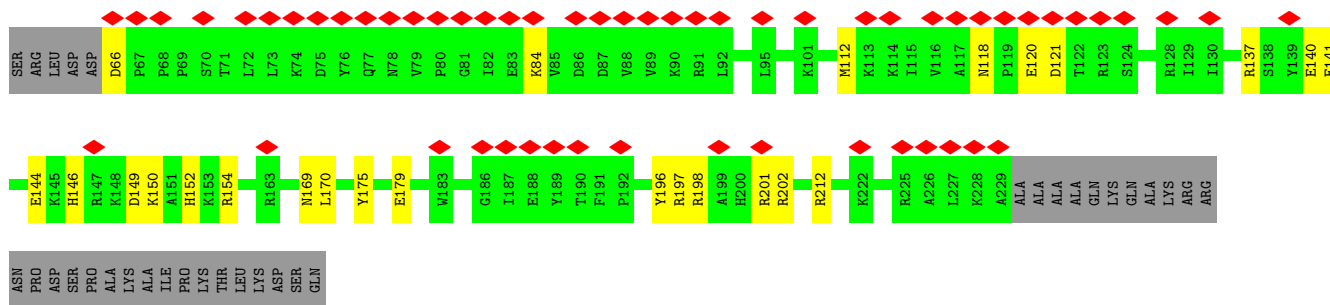 SER ARG LEU ASP ASP D66 P67 P68 P69 S70 T71 L72 L73 K74 D75 Y76 Q77 N78 V79 P80 G81 I82 E83 K84 V85 D86 D87 V88 V89 K90 R91 L92 L95 K101 M112 K113 K114 I115 V116 A117 N118 P119 E120 D121 T122 R123 S124 R128 I129 I130 R137 S138 Y139 E140
E144 K145 H146 R147 K148 D149 K150 A151 H152 K153 R154 R163 N169 L170 Y175 E179 W183 G186 I187 E188 Y189 T190 F191 P192 Y196 R197 R198 A199 H200 R201 R202 R212 K222 R225 A226 L227 K228 A229 ALA ALA ALA ALA GLN LYS GLN ALA LYS ARG ARG
ASN PRO ASP SER PRO ALA LYS ALA ILE PRO LYS THR LEU LYS ASP SER GLN